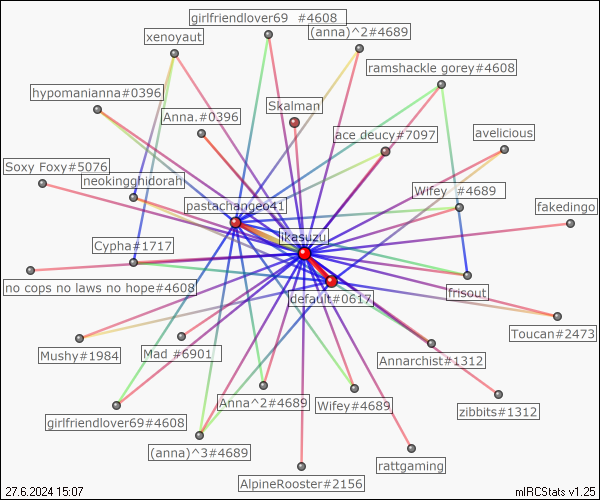 girlfriendlover69 #4608
(anna)^2#4689
xenoyaut
ramshackle gorey#4608
hypomanianna#0396
Skalman
Anna.#0396
ace deucy#7097
avelicious
Soxy Foxy#5076
neokingghidorah
Wifey #4689
pastachangeo41
fakedingo
ikasuzu
Cypha#1717
no cops no laws no hope#4608
frisout
default#0617
Toucan#2473
Mushy#1984
Mad #6901
Annarchist#1312
Anna^2#4689
Wifey#4689
zibbits#1312
girlfriendlover69#4608
(anna)^3#4689
rattgaming
AlpineRooster#2156
27.6.2024 15:07
mIRCStats v1.25